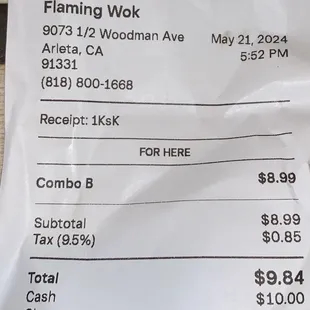 Flaming Wok
9073 1/2 Woodman Ave May 21, 2024
Arleta, CA 5:52 PM
91331
(818) 800-1668
Receipt: 1KsK
FOR HERE
Combo B $8.99
Subtotal $8.99
Tax (9.5%) $0.85
Total $9.84
Cash $10.00